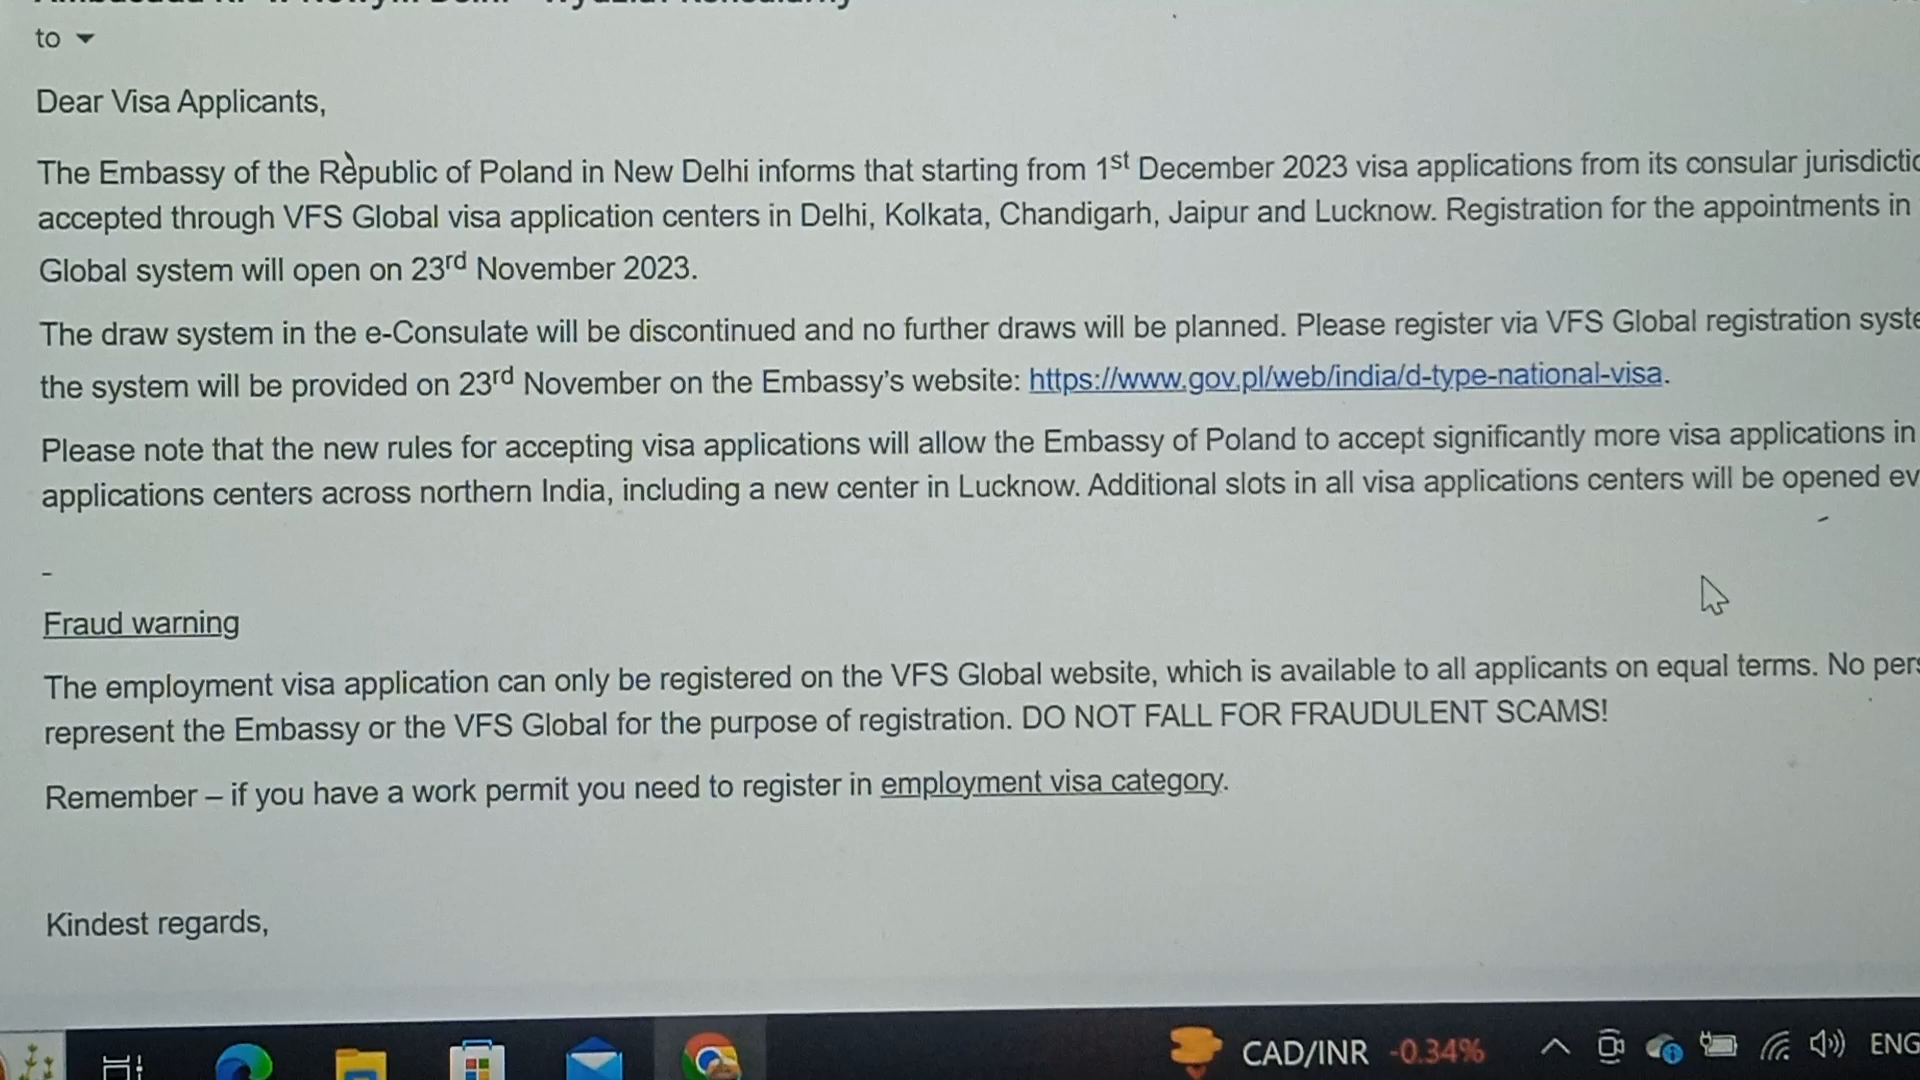 to
Dear Visa Applicants,
The Embassy of the Republic of Poland in New Delhi informs that starting from 1st December 2023 visa applications from its consular
accepted through VFS Global visa application centers in Delhi, Kolkata, Chandigarh, Jaipur and Lucknow. Registration for the appointments in
Global system will open on 23rd November 2023.
The draw system in the e-Consulate will be discontinued and no further draws will be planned. Please register via VFS Global registration
the system will be provided on 23rd November on the Embassy's website: https://www.gov.pl/web/india/d-type-national-visa.
Please note that the new rules for accepting visa applications will allow the Embassy of Poland to accept significantly more visa applications in
applications centers across northern India, including a new center in Lucknow. Additional slots in all visa applications centers will be opened
-
Fraud warning
The employment visa application can only be registered on the VFS Global website, which is available to all applicants on equal terms. No
represent the Embassy or the VFS Global for the purpose of registration. DO NOT FALL FOR FRAUDULENT SCAMS!
Remember – if you have a work permit you need to register in employment visa category.
Kindest regards,
CAD/INR -0.34% ENG